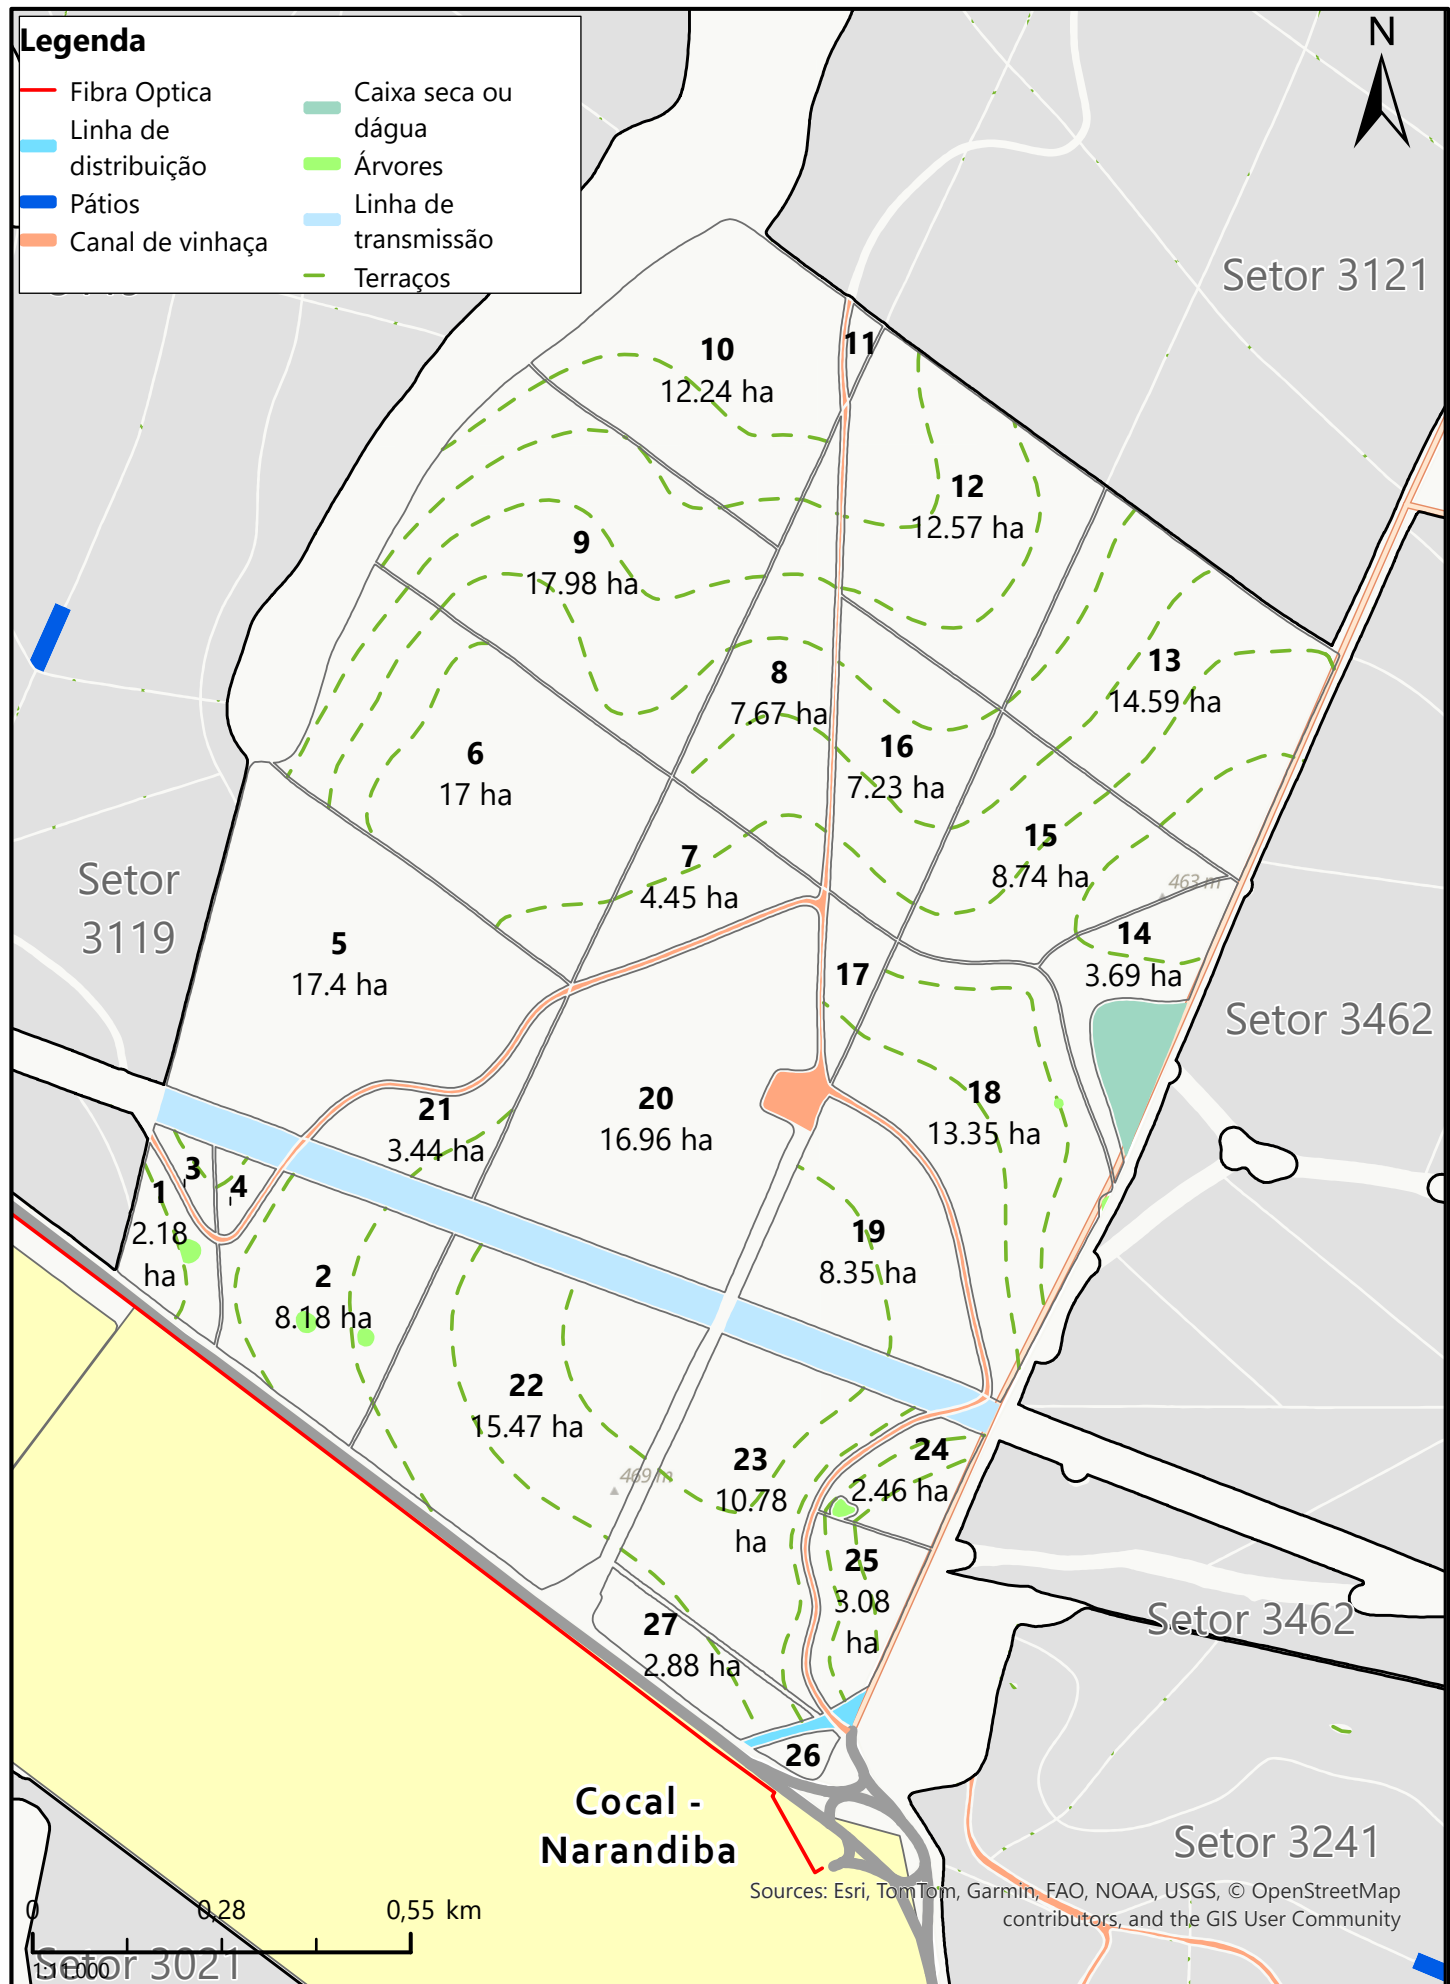 Legenda
Fibra Optica
Linha de
distribuição
Pátios
Canal de vinhaça
Caixa seca ou
dágua
Árvores
Linha de
transmissão
Terraços
N
Setor 3121
10
12.24 ha
11
12
12.57 ha
9
17.98 ha
13
14.59 ha
8
7.67 ha
6
17 ha
16
7.23 ha
15
8.74 ha
7
4.45 ha
463 m
Setor
3119
5
17.4 ha
14
3.69 ha
17
Setor 3462
18
13.35 ha
20
16.96 ha
21
3.44 ha
3
4
1
2.18
ha
2
8.18 ha
19
8.35 ha
22
15.47 ha
469 m
23
10.78
ha
24
2.46 ha
25
3.08
ha
Setor 3462
27
2.88 ha
26
Cocal -
Narandiba
Setor 3241
Sources: Esri, TomTom, Garmin, FAO, NOAA, USGS, © OpenStreetMap
contributors, and the GIS User Community
0 0,28 0,55 km
1:11.000
Setor 3021